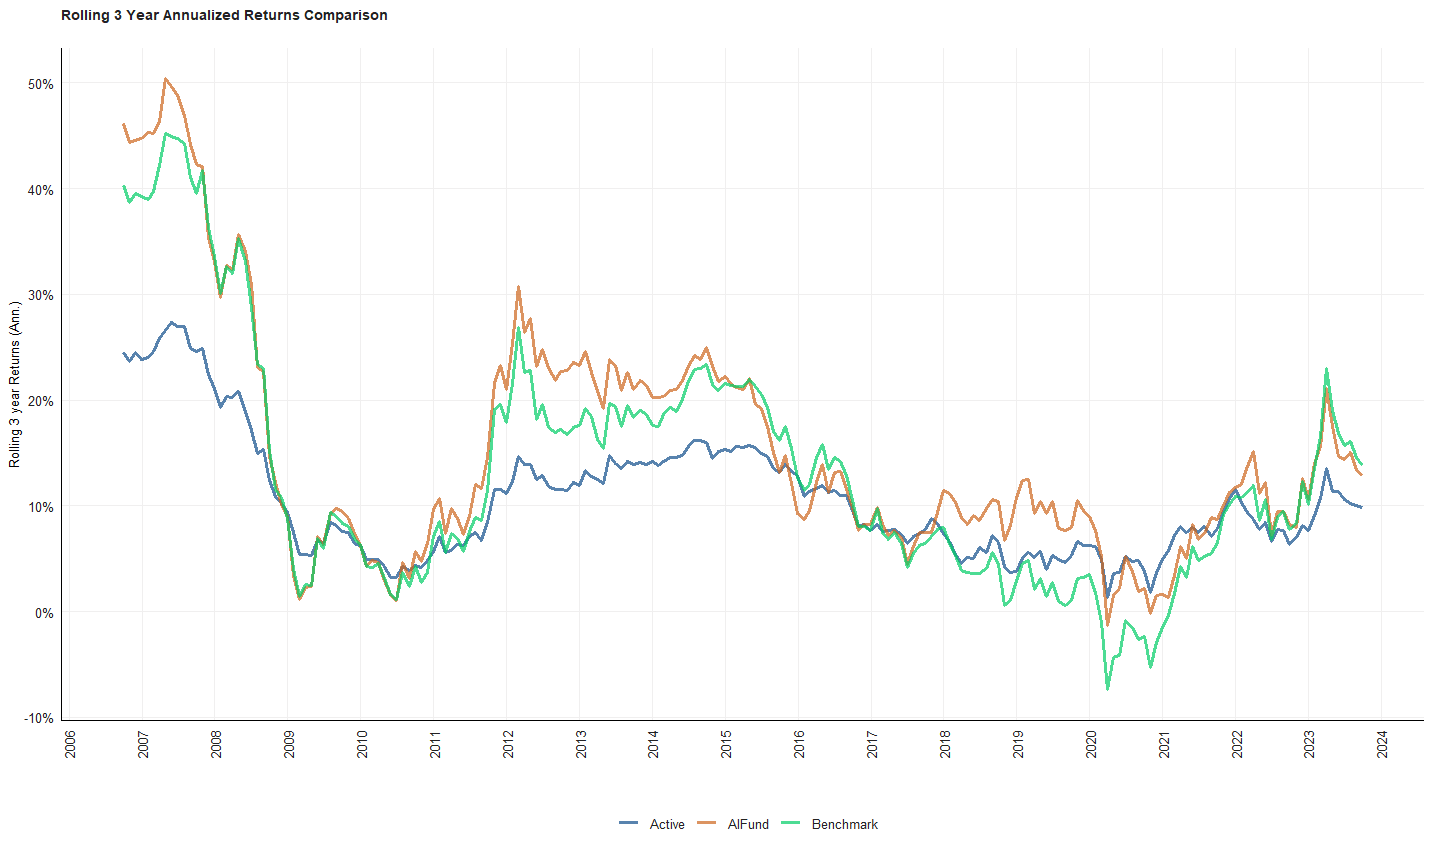 Rolling 3 Year Annualized Returns Comparison
Rolling 3 year Returns (Ann.)
50%
40%
30%
20%
10%
0%
-10%
2006 2007 2008 2009 2010 2011 2012 2013 2014 2015 2016 2017 2018 2019 2020 2021 2022 2023 2024
Active AIFund Benchmark